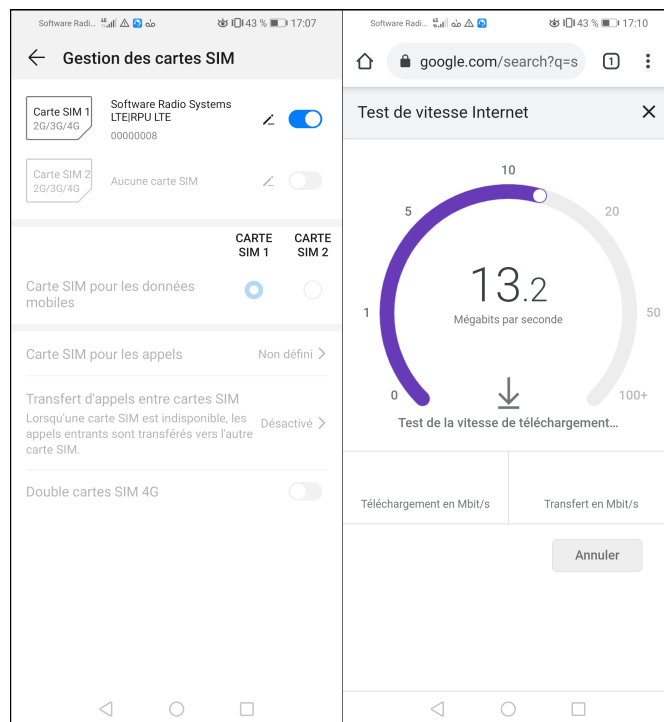 Software Radi... 43 % 17:07
Gestion des cartes SIM
Carte SIM 1
2G/3G/4G
Software Radio Systems
LTE|RPU LTE
00000008
Carte SIM 2
2G/3G/4G
Aucune carte SIM
CARTE
SIM 1
CARTE
SIM 2
Carte SIM pour les données
mobiles
Carte SIM pour les appels
Non défini
Transfert d'appels entre cartes SIM
Lorsqu'une carte SIM est indisponible, les
appels entrants sont transférés vers l'autre
carte SIM.
Désactivé
Double cartes SIM 4G
Software Radi... 43 % 17:10
google.com/search?q=s
1
Test de vitesse Internet
10
5
20
13.2
Mégabits par seconde
1
50
0
100+
Test de la vitesse de téléchargement...
Téléchargement en Mbit/s
Transfert en Mbit/s
Annuler